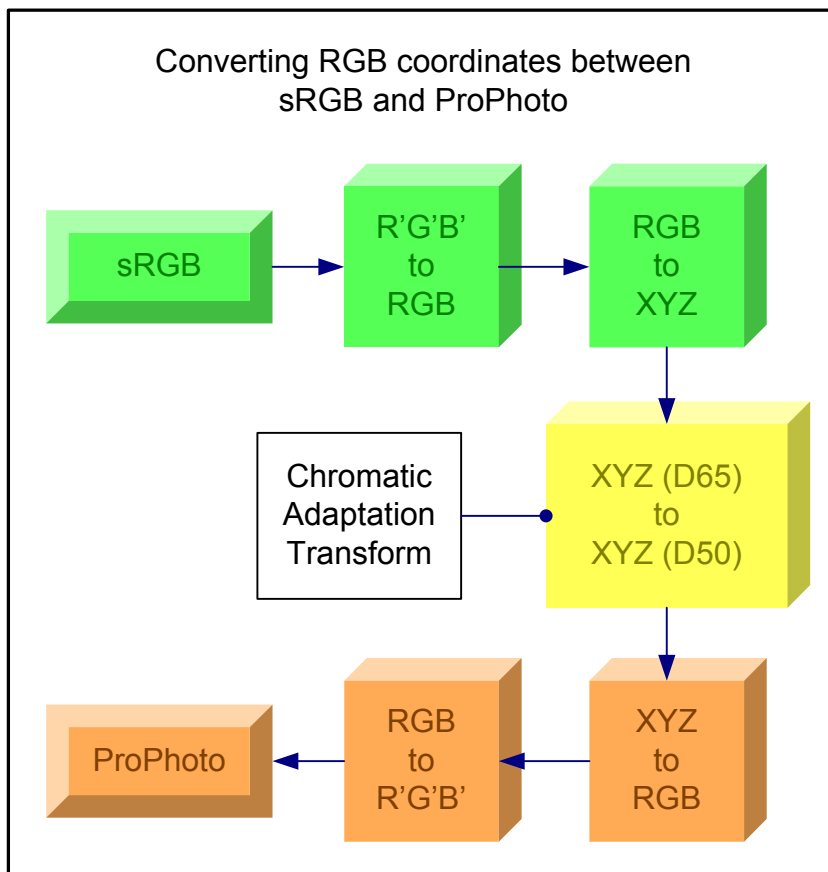 Converting RGB coordinates between
sRGB and ProPhoto
sRGB
R’G’B’
to
RGB
RGB
to
XYZ
Chromatic
Adaptation
Transform
XYZ (D65)
to
XYZ (D50)
ProPhoto
RGB
to
R’G’B’
XYZ
to
RGB